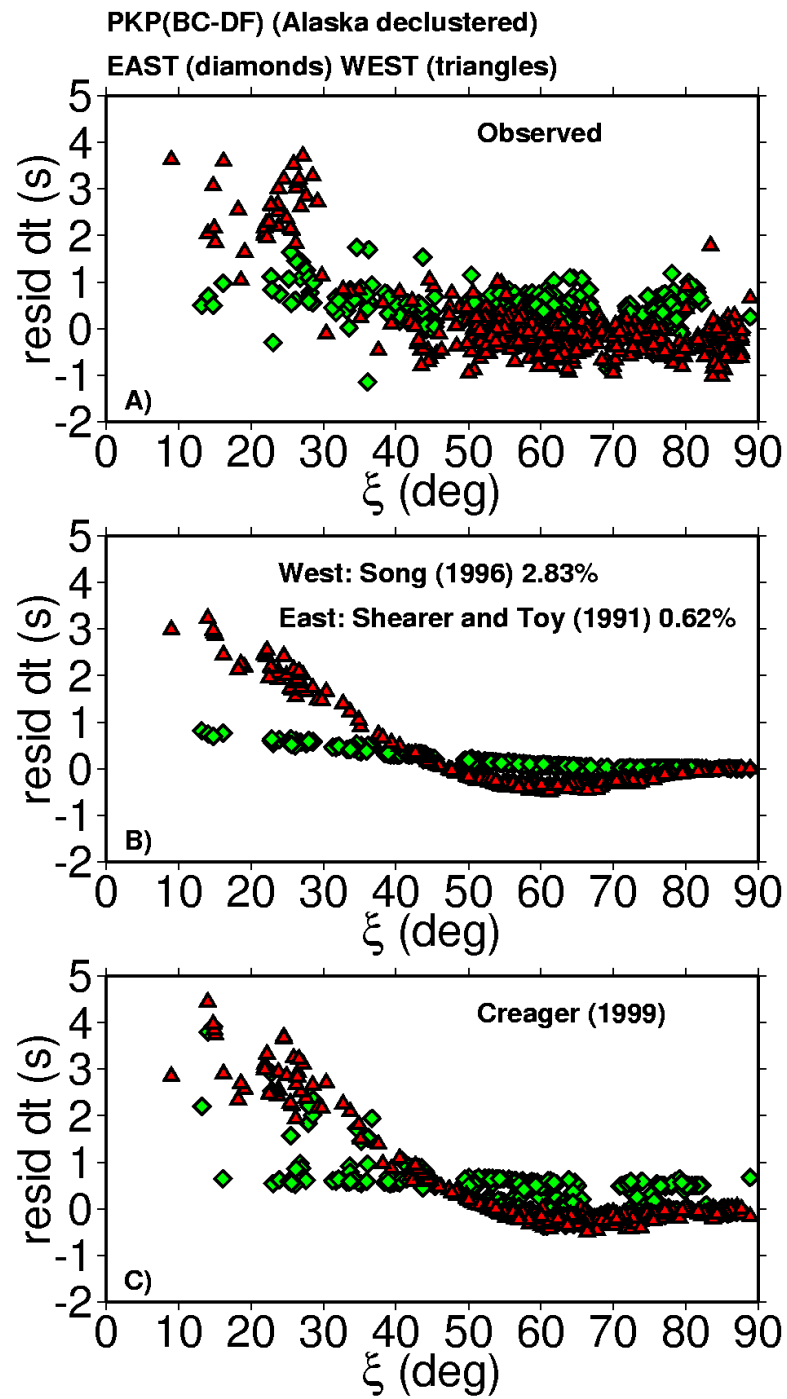 PKP(BC-DF) (Alaska declustered)
EAST (diamonds) WEST (triangles)
5
4
3
2
1
0
-1
-2
resid dt (s)
Observed
A)
0 10 20 30 40 50 60 70 80 90
ξ (deg)
5
4
3
2
1
0
-1
-2
resid dt (s)
West: Song (1996) 2.83%
East: Shearer and Toy (1991) 0.62%
B)
0 10 20 30 40 50 60 70 80 90
ξ (deg)
5
4
3
2
1
0
-1
-2
resid dt (s)
Creager (1999)
C)
0 10 20 30 40 50 60 70 80 90
ξ (deg)